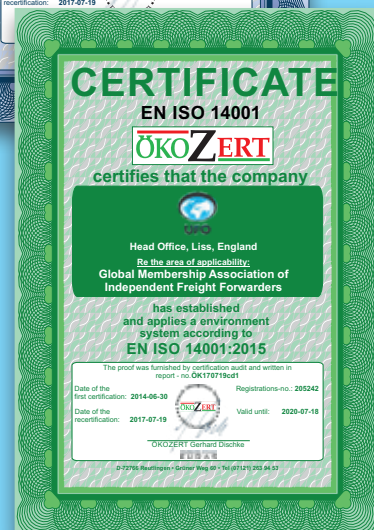 recertification: 2017-07-19
CERTIFICATE
EN ISO 14001
ÖKOZERT
certifies that the company
Head Office, Liss, England
Re the area of applicability:
Global Membership Association of
Independent Freight Forwarders
has established
and applies a environment
system according to
EN ISO 14001:2015
The proof was furnished by certification audit and written in
report - no.ÖK170719cd1
Date of the
first certification: 2014-06-30
Registrations-no.: 205242
ÖKOZERT
Date of the
recertification: 2017-07-19
Valid until: 2020-07-18
ÖKOZERT Gerhard Dischke
D-72766 Reutlingen • Grüner Weg 80 • Tel (07121) 263 94 53